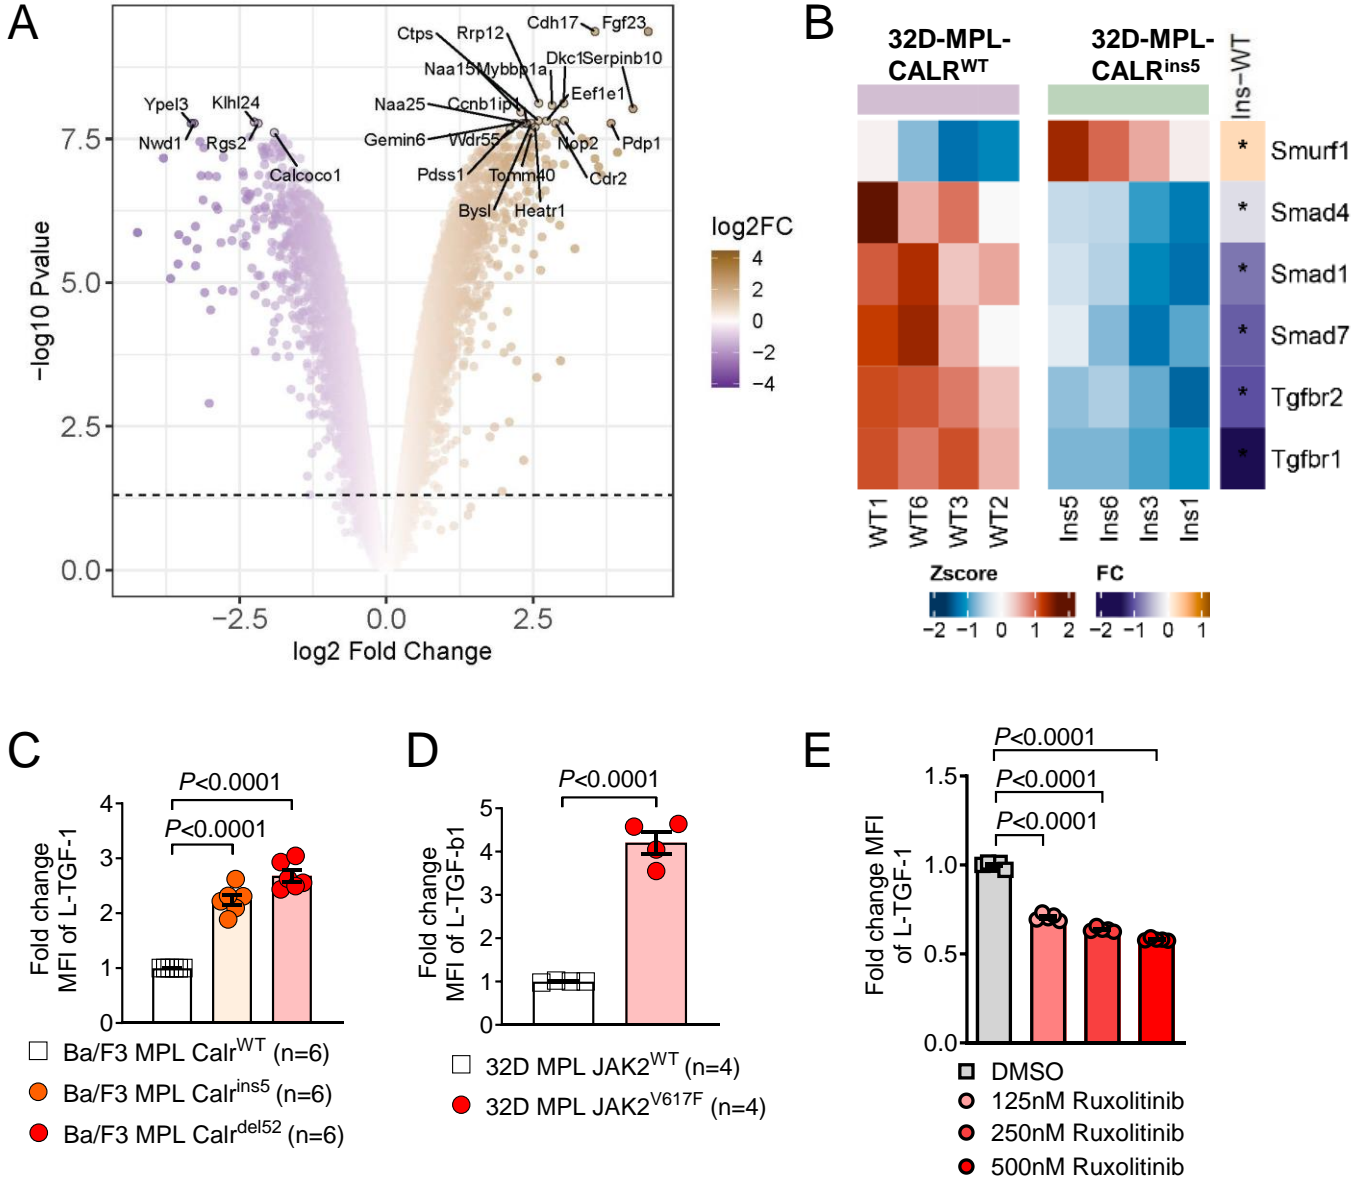 A
Cdh17 Fgf23
Ctps Rrp12
Dkc1 Serpinb10
Naa15 Mybbp1a
Ypel3 Klhl24 Naa25 Ccnb1ip1 Eef1e1
Nwd1 Rgs2 Gemin6 Wdr55 Nop2 Pdp1
Calcoco1 Pdss1 Tomm40 Cdr2
Bysl Heatr1
−log10 Pvalue
7.5
5.0
2.5
0.0
−2.5 0.0 2.5
log2 Fold Change
log2FC
4
2
0
−2
−4
B
32D-MPL-
CALRWT
32D-MPL-
CALRins5
Ins−WT
* Smurf1
* Smad4
* Smad1
* Smad7
* Tgfbr2
* Tgfbr1
WT1 WT6 WT3 WT2 Ins5 Ins6 Ins3 Ins1
Zscore FC
−2 −1 0 1 2 −2 −1 0 1
C
P<0.0001
P<0.0001
Fold change
MFI of L-TGF-1
4
3
2
1
0
Ba/F3 MPL CalrWT (n=6)
Ba/F3 MPL Calrins5 (n=6)
Ba/F3 MPL Calrdel52 (n=6)
D
P<0.0001
Fold change
MFI of L-TGF-b1
5
4
3
2
1
0
32D MPL JAK2WT (n=4)
32D MPL JAK2V617F (n=4)
E
P<0.0001
P<0.0001
P<0.0001
Fold change MFI
of L-TGF-1
1.5
1.0
0.5
0.0
DMSO
125nM Ruxolitinib
250nM Ruxolitinib
500nM Ruxolitinib